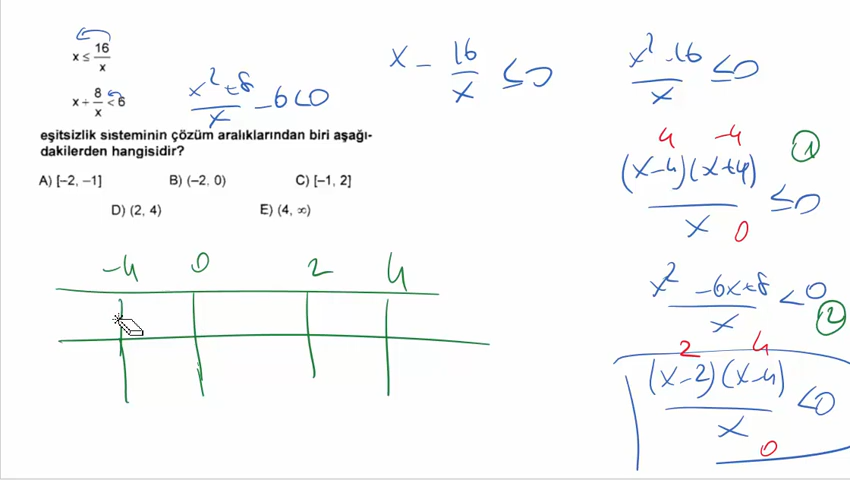 x ≤ 16/x
x + 8/x < 6
eşitsizlik sisteminin çözüm aralıklarından biri aşağı-
dakilerden hangisidir?
A) [–2, –1] B) (–2, 0) C) [–1, 2]
D) (2, 4) E) (4, ∞)
x²+8/x - 6 < 0
x - 16/x ≤ 0
x²-16/x ≤ 0
4 -4
(x-4)(x+4)/x ≤ 0
0
1
x² -6x+8/x < 0
2
2 4
(x-2)(x-4)/x < 0
0
-4 0 2 4